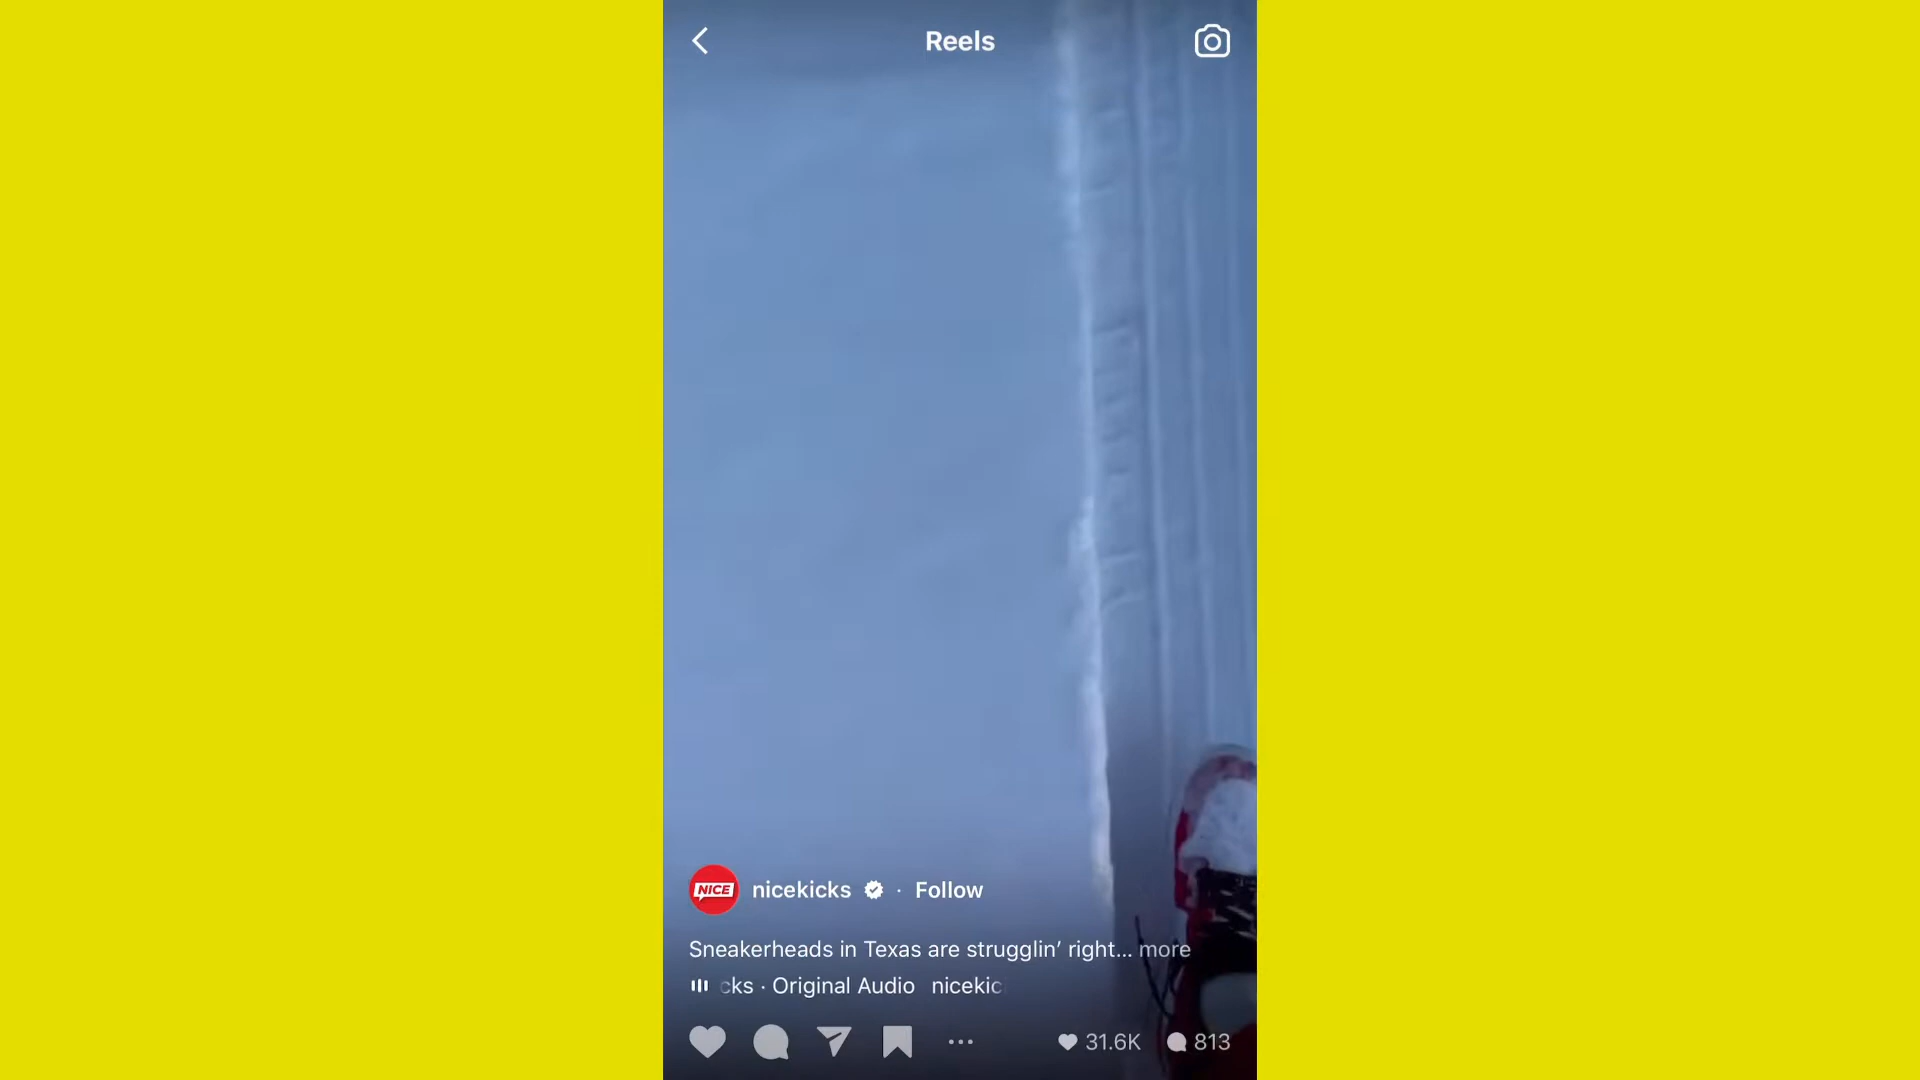 Reels
NICE
nicekicks · Follow
Sneakerheads in Texas are strugglin’ right... more
cks · Original Audio nicekic
31.6K 813